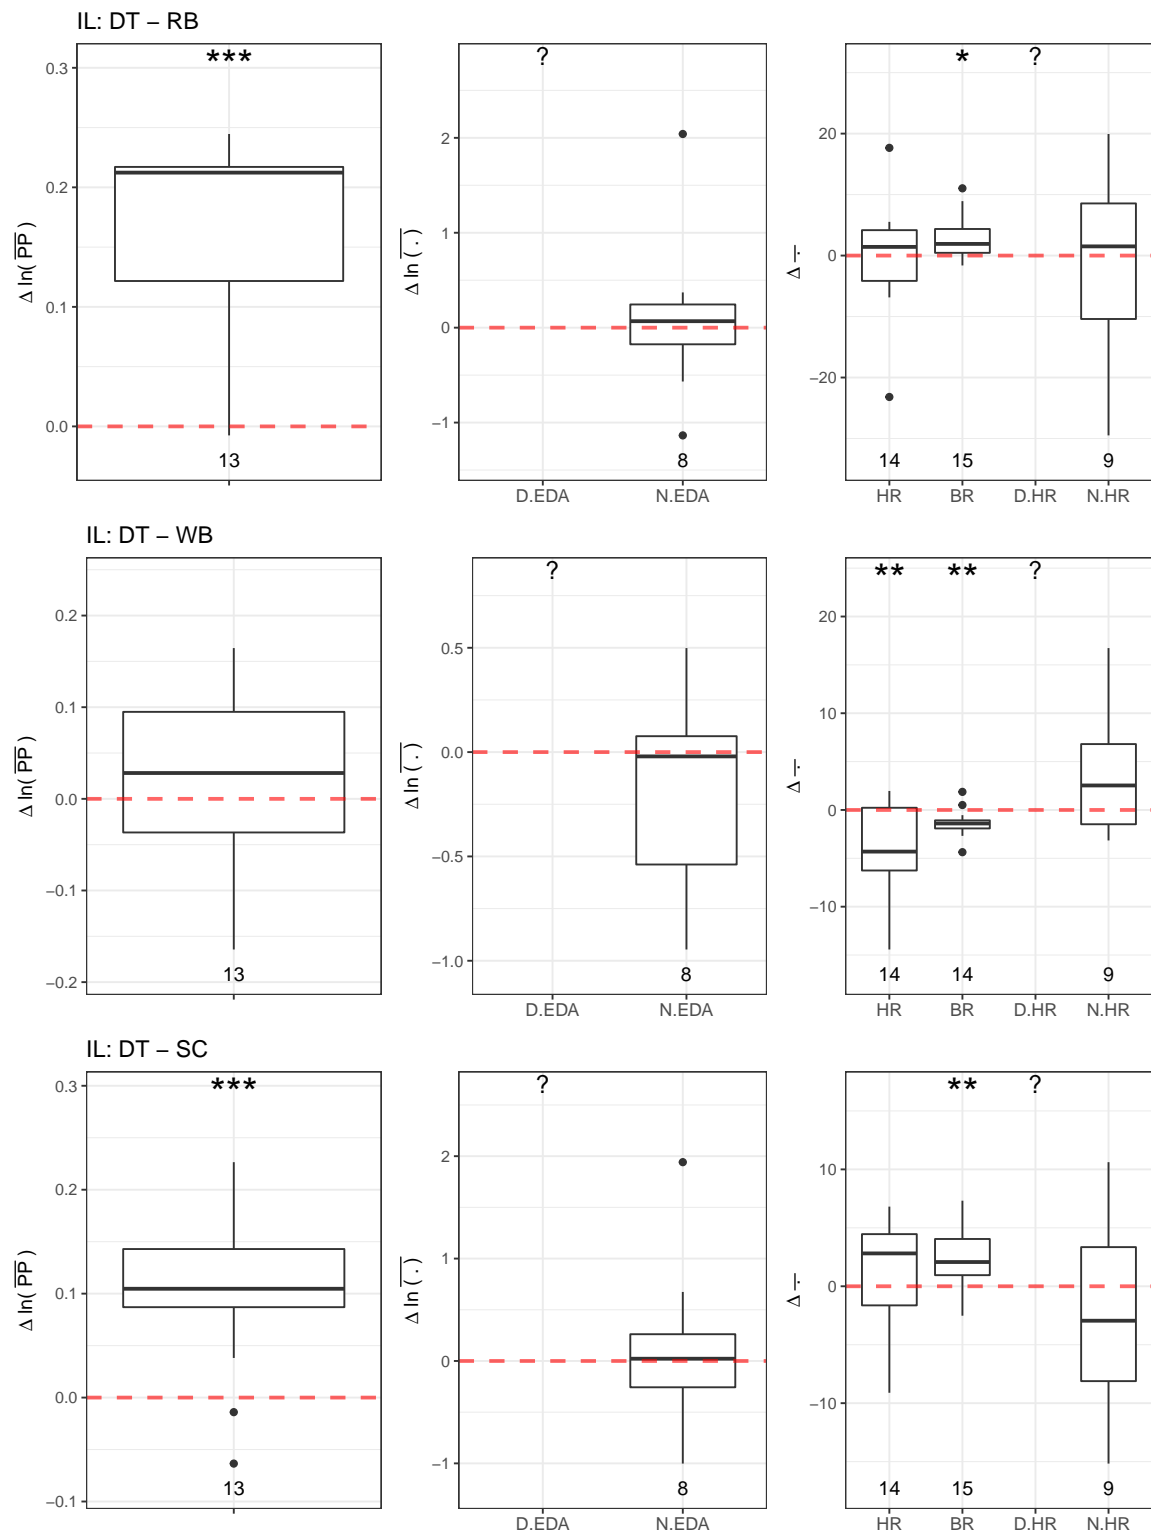 IL: DT – RB
***
?
* ?
0.3
0.2
0.1
0.0
Δ ln( PP )
13
2
1
0
−1
Δ ln ( . )
8
D.EDA N.EDA
20
0
−20
Δ .
14 15 9
HR BR D.HR N.HR
IL: DT – WB
?
** ** ?
0.2
0.1
0.0
−0.1
−0.2
Δ ln( PP )
13
0.5
0.0
−0.5
−1.0
Δ ln ( . )
8
D.EDA N.EDA
20
10
0
−10
Δ .
14 14 9
HR BR D.HR N.HR
IL: DT – SC
***
?
** ?
0.3
0.2
0.1
0.0
−0.1
Δ ln( PP )
13
2
1
0
−1
Δ ln ( . )
8
D.EDA N.EDA
10
0
−10
Δ .
14 15 9
HR BR D.HR N.HR